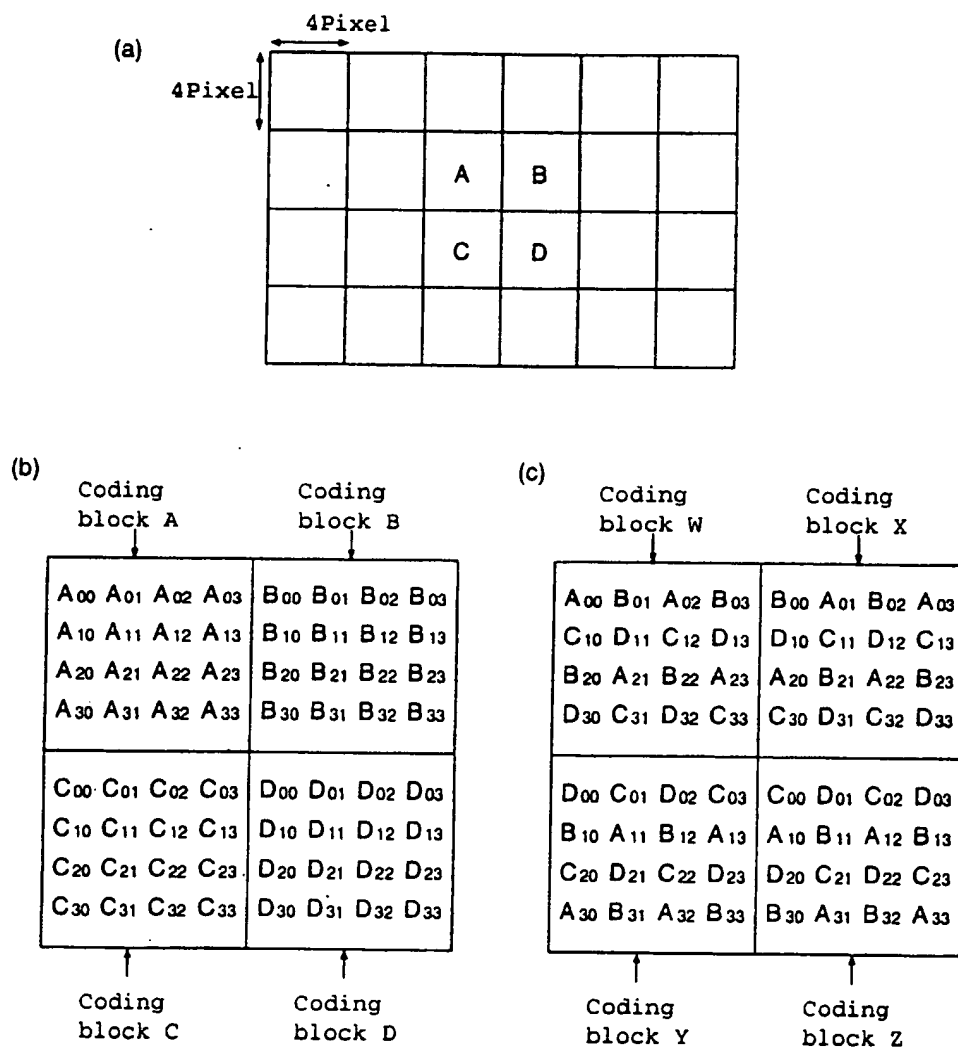 (a)
4Pixel
4Pixel
A B
C D
(b)
Coding
block A
Coding
block B
A00 A01 A02 A03 B00 B01 B02 B03
A10 A11 A12 A13 B10 B11 B12 B13
A20 A21 A22 A23 B20 B21 B22 B23
A30 A31 A32 A33 B30 B31 B32 B33
C00 C01 C02 C03 D00 D01 D02 D03
C10 C11 C12 C13 D10 D11 D12 D13
C20 C21 C22 C23 D20 D21 D22 D23
C30 C31 C32 C33 D30 D31 D32 D33
Coding
block C
Coding
block D
(c)
Coding
block W
Coding
block X
A00 B01 A02 B03 B00 A01 B02 A03
C10 D11 C12 D13 D10 C11 D12 C13
B20 A21 B22 A23 A20 B21 A22 B23
D30 C31 D32 C33 C30 D31 C32 D33
D00 C01 D02 C03 C00 D01 C02 D03
B10 A11 B12 A13 A10 B11 A12 B13
C20 D21 C22 D23 D20 C21 D22 C23
A30 B31 A32 B33 B30 A31 B32 A33
Coding
block Y
Coding
block Z